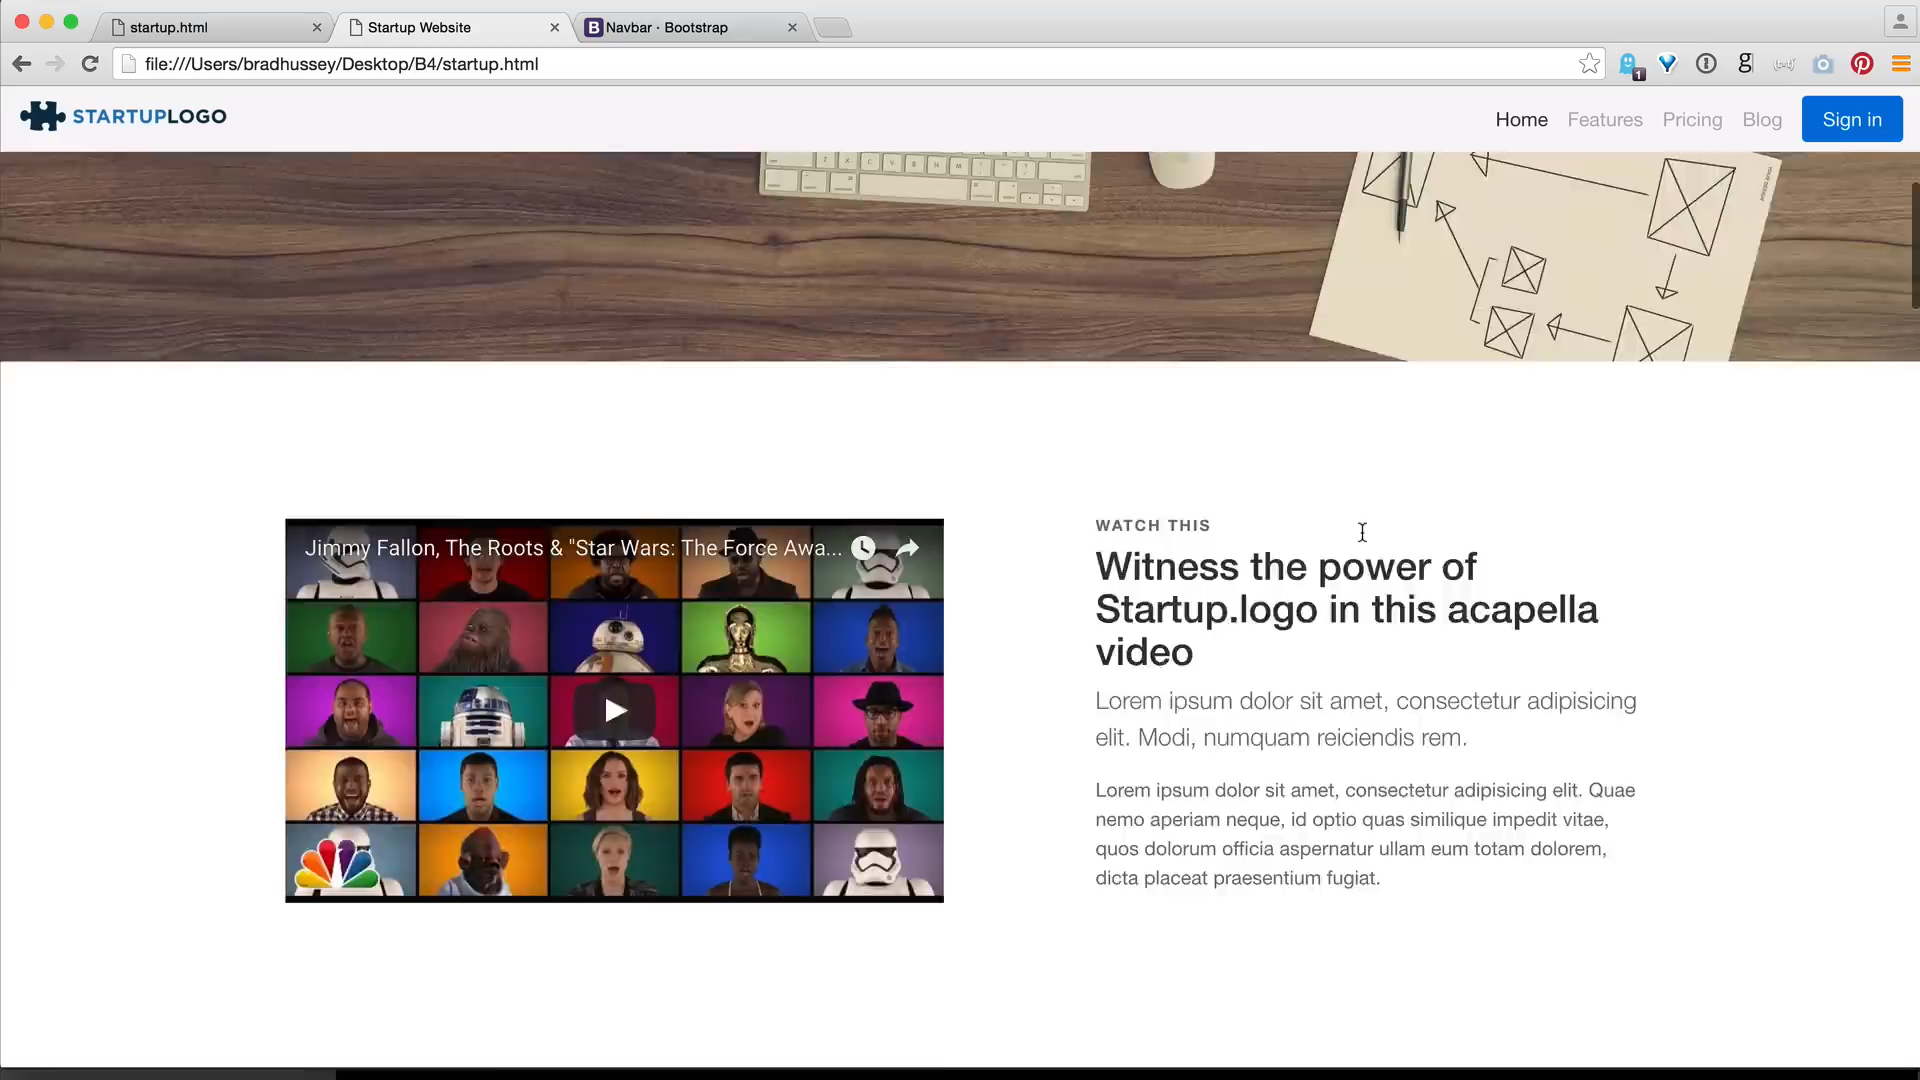 startup.html
Startup Website
B Navbar · Bootstrap
file:///Users/bradhussey/Desktop/B4/startup.html
1
g
STARTUPLOGO
Home
Features
Pricing
Blog
Sign in
Jimmy Fallon, The Roots & "Star Wars: The Force Awa...
WATCH THIS
Witness the power of
Startup.logo in this acapella
video
Lorem ipsum dolor sit amet, consectetur adipisicing
elit. Modi, numquam reiciendis rem.
Lorem ipsum dolor sit amet, consectetur adipisicing elit. Quae
nemo aperiam neque, id optio quas similique impedit vitae,
quos dolorum officia aspernatur ullam eum totam dolorem,
dicta placeat praesentium fugiat.